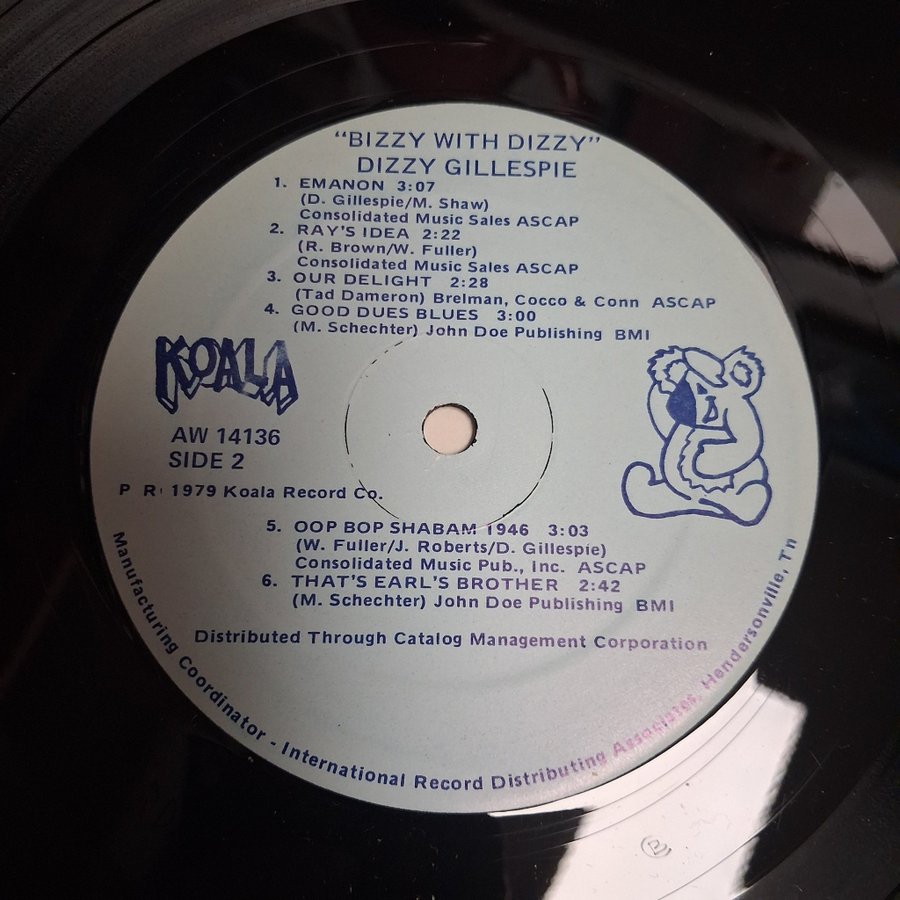 “BIZZY WITH DIZZY”
DIZZY GILLESPIE
1. EMANON 3:07
(D. Gillespie/M. Shaw)
Consolidated Music Sales ASCAP
2. RAY'S IDEA 2:22
(R. Brown/W. Fuller)
Consolidated Music Sales ASCAP
3. OUR DELIGHT 2:28
(Tad Dameron) Brelman, Cocco & Conn ASCAP
4. GOOD DUES BLUES 3:00
(M. Schechter) John Doe Publishing BMI
KOALA
AW 14136
SIDE 2
P R 1979 Koala Record Co.
5. OOP BOP SHABAM 1946 3:03
(W. Fuller/J. Roberts/D. Gillespie)
Consolidated Music Pub., Inc. ASCAP
6. THAT'S EARL'S BROTHER 2:42
(M. Schechter) John Doe Publishing BMI
Distributed Through Catalog Management Corporation
Manufacturing Coordinator - International Record Distributing Associates, Hendersonville, Tn